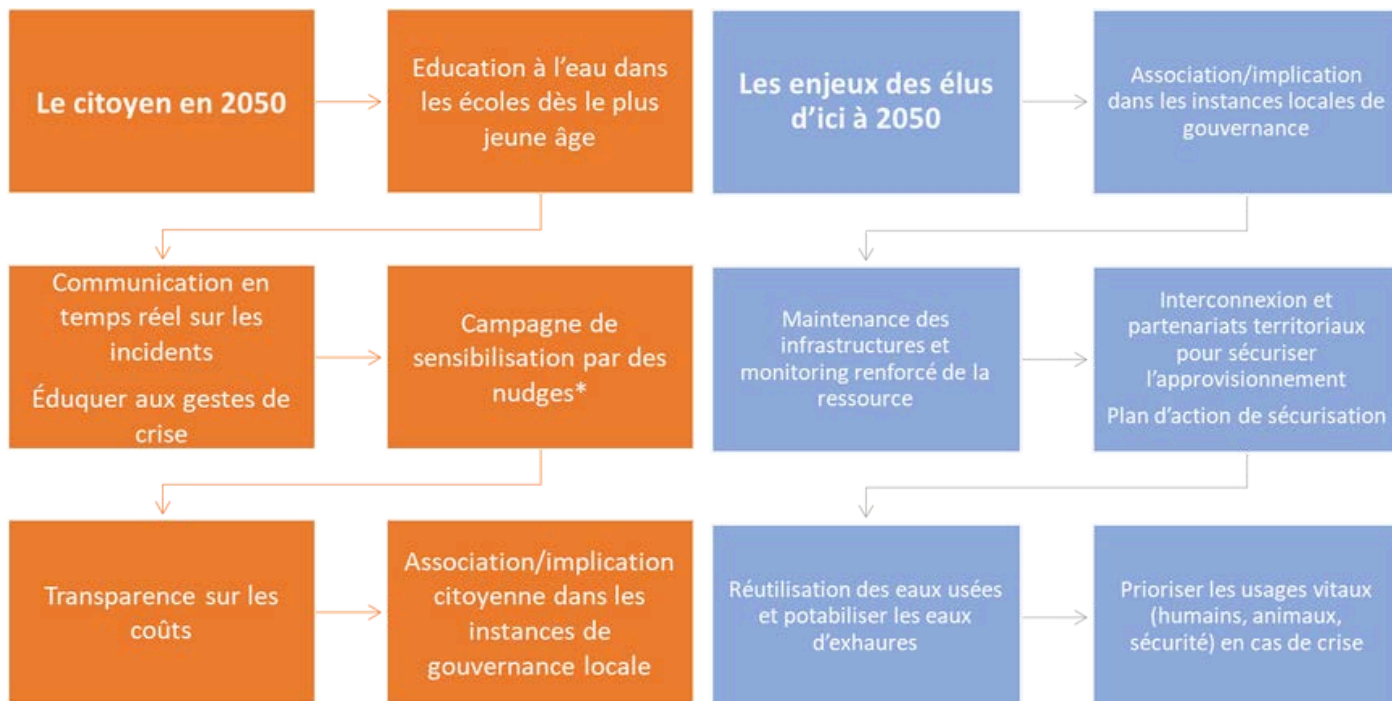 Le citoyen en 2050
Education à l'eau dans
les écoles dès le plus
jeune âge
Communication en
temps réel sur les
incidents
Éduquer aux gestes de
crise
Campagne de
sensibilisation par des
nudges*
Transparence sur les
coûts
Association/implication
citoyenne dans les
instances de
gouvernance locale
Les enjeux des élus
d'ici à 2050
Association/implication
dans les instances locales de
gouvernance
Maintenance des
infrastructures et
monitoring renforcé de la
ressource
Interconnexion et
partenariats territoriaux
pour sécuriser
l'approvisionnement
Plan d'action de sécurisation
Réutilisation des eaux usées
et potabiliser les eaux
d'exhaures
Prioriser les usages vitaux
(humains, animaux,
sécurité) en cas de crise